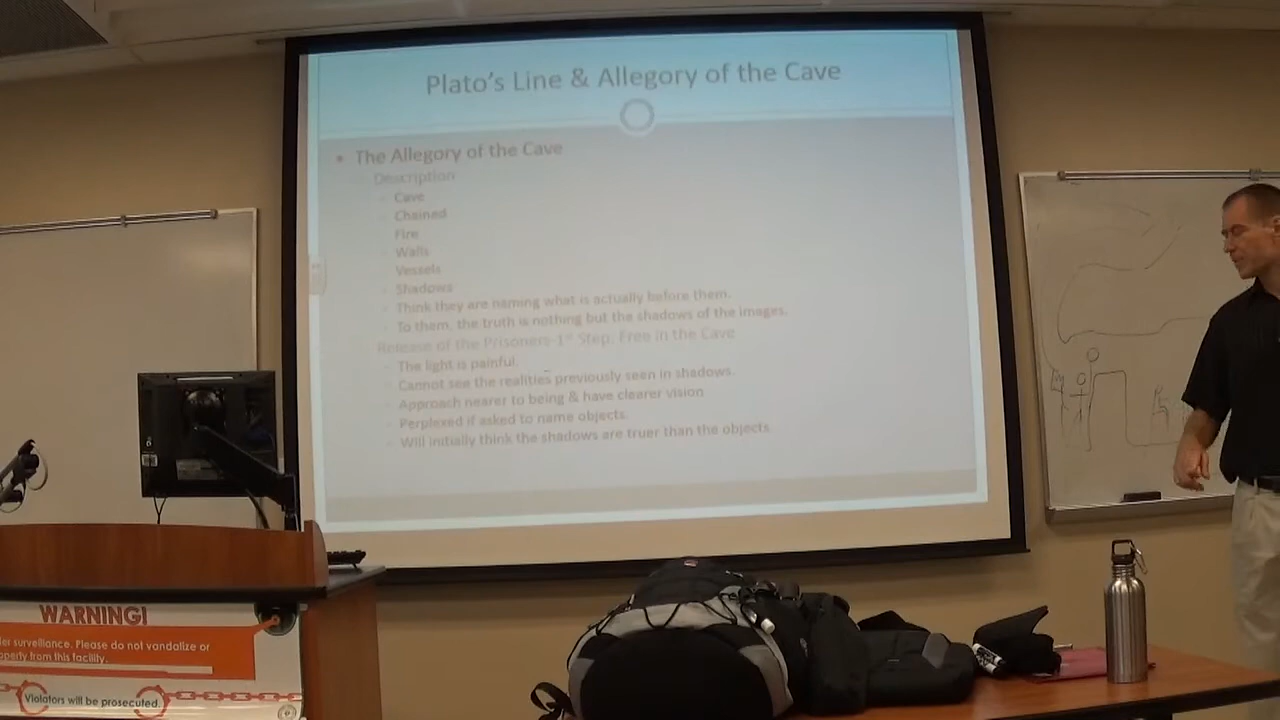 Plato's Line & Allegory of the Cave
• The Allegory of the Cave
Description
Cave
Chained
Fire
Walls
Vessels
Shadows
Think they are naming what is actually before them.
To them, the truth is nothing but the shadows of the images.
Release of the Prisoners-1st Step, Free in the Cave
The light is painful.
Cannot see the realities previously seen in shadows.
Approach nearer to being & have clearer vision
Perplexed if asked to name objects.
Will initially think the shadows are truer than the objects.
WARNING!
surveillance. Please do not vandalize or
from this facility.
Violators will be prosecuted.